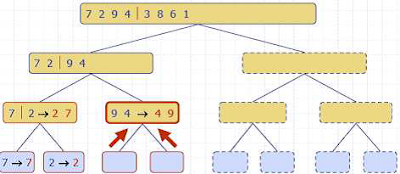 7 2 9 4 | 3 8 6 1
7 2 | 9 4
7 | 2 → 2 7
9 4 → 4 9
7 → 7
2 → 2